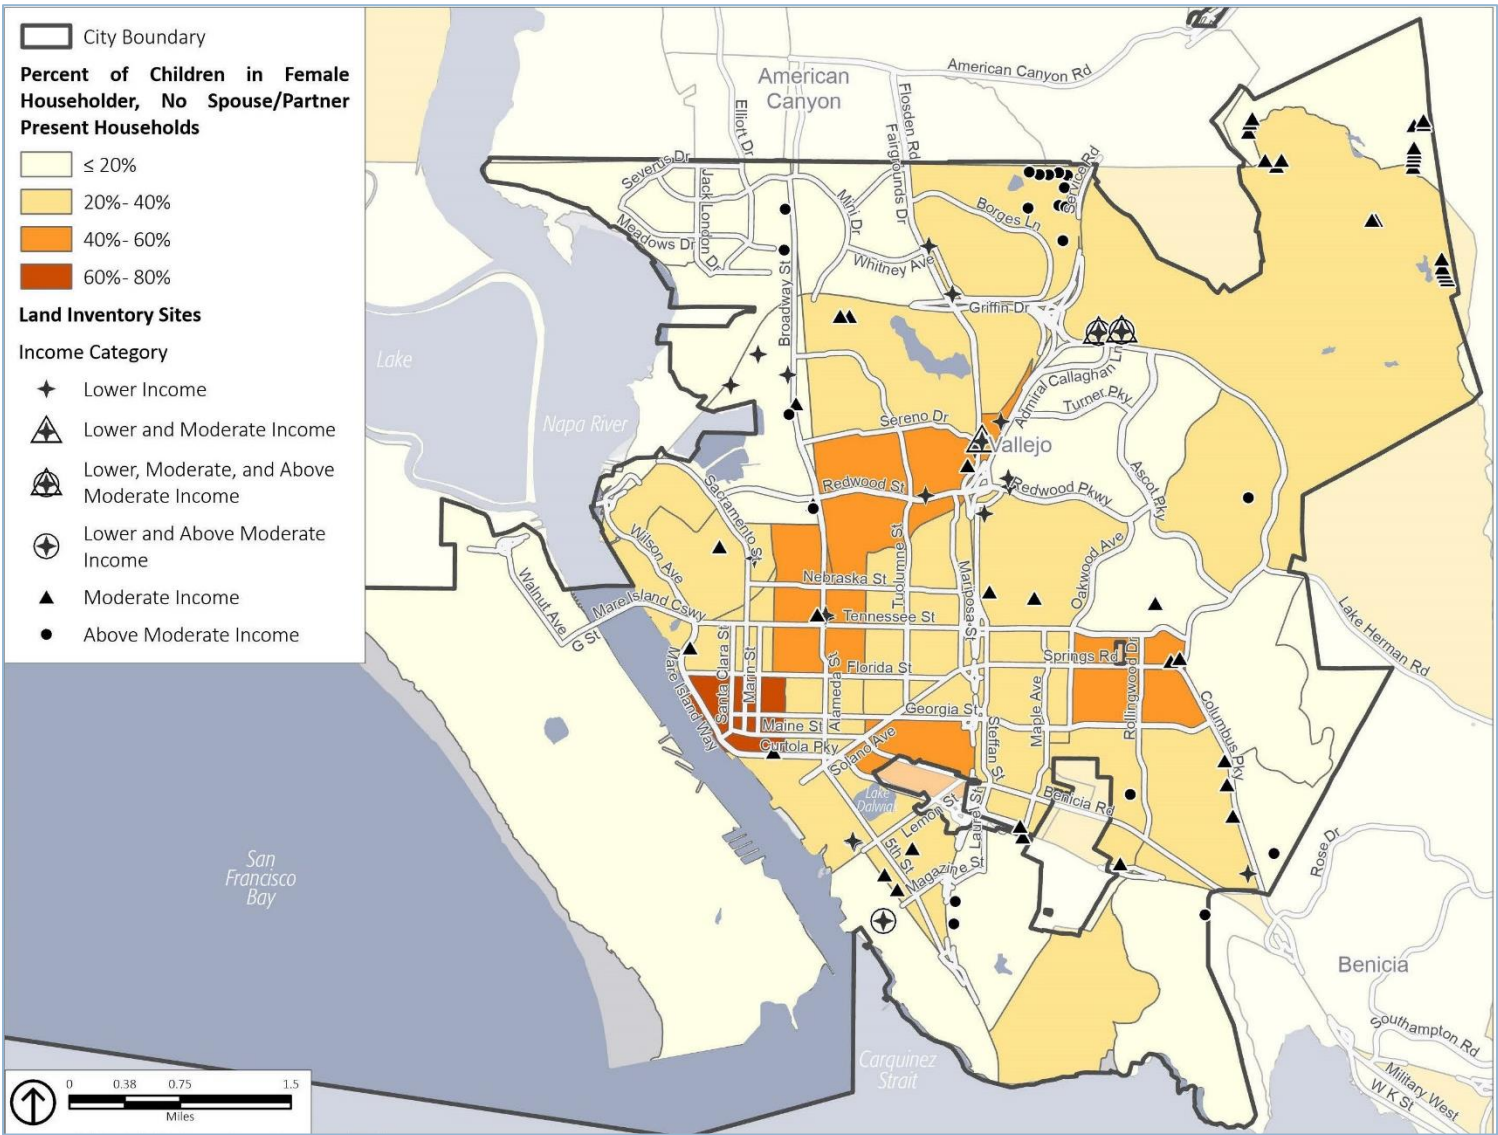 City Boundary
Percent of Children in Female
Householder, No Spouse/Partner
Present Households
≤ 20%
20%- 40%
40%- 60%
60%- 80%
Land Inventory Sites
Income Category
Lower Income
Lower and Moderate Income
Lower, Moderate, and Above
Moderate Income
Lower and Above Moderate
Income
Moderate Income
Above Moderate Income
American
Canyon
American Canyon Rd
Elliott Dr
Flosden Rd
Fairgrounds Dr
Service Rd
Severus Dr
Jack London Dr
Meadows Dr
Mini Dr
Borges Ln
Whitney Ave
Broadway St
Griffin Dr
Lake
Napa River
Admiral Callaghan Ln
Turner Pky
Sereno Dr
Vallejo
Redwood St
Redwood Pkwy
Ascot Pky
Sacramento S
Wilson Ave
Walnut Ave
G St
Mare Island Cswy
Nebraska St
Tuolumne St
Mariposa St
Oakwood Ave
Tennessee St
Lake Herman Rd
Springs Rd
Rollingwood Dr
Florida St
Santa Clara St
Marin St
Alameda St
Mare Island Way
Georgia St
Maple Ave
Columbus Pky
Maine St
Curtola Pky
Solano Ave
Steffan St
Lake
Dalwigk
Lemon St
Laurel St
Benicia Rd
5th St
Magazine St
Rose Dr
San
Francisco
Bay
Benicia
Southampton Rd
Carquinez
Strait
Military West
W K St
0 0.38 0.75 1.5
Miles